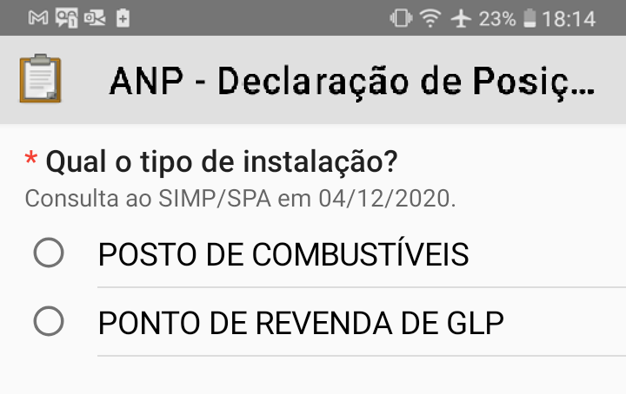 23% 18:14
ANP - Declaração de Posiç...
* Qual o tipo de instalação?
Consulta ao SIMP/SPA em 04/12/2020.
POSTO DE COMBUSTÍVEIS
PONTO DE REVENDA DE GLP